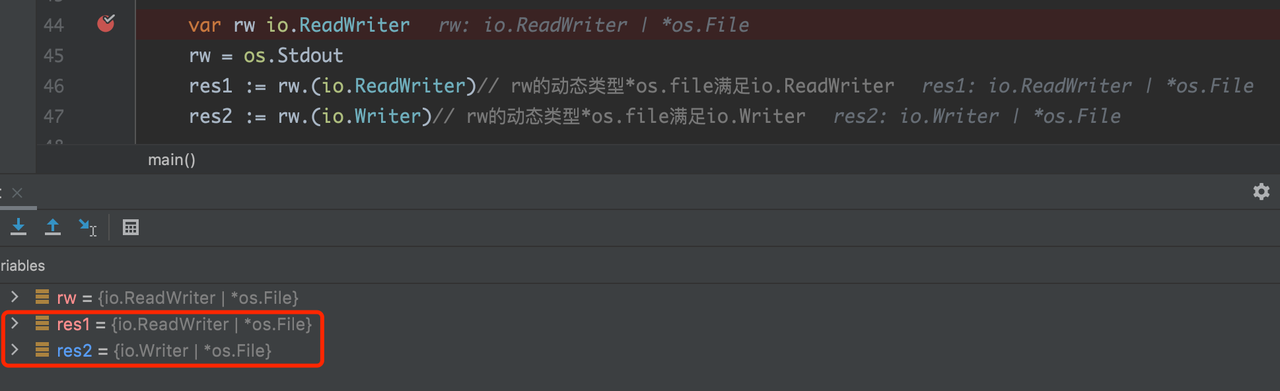 44 var rw io.ReadWriter rw: io.ReadWriter | *os.File
45 rw = os.Stdout
46 res1 := rw.(io.ReadWriter)// rw的动态类型*os.file满足io.ReadWriter res1: io.ReadWriter | *os.File
47 res2 := rw.(io.Writer)// rw的动态类型*os.file满足io.Writer res2: io.Writer | *os.File
main()
riables
rw = {io.ReadWriter | *os.File}
res1 = {io.ReadWriter | *os.File}
res2 = {io.Writer | *os.File}